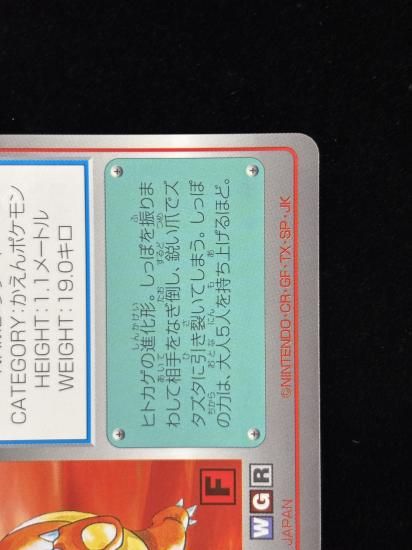 CATEGORY:かえんポケモン
HEIGHT:1.1メートル
WEIGHT:19.0キロ
ヒトカゲの進化形。しっぽを振りま
わして相手をなぎ倒し、鋭い爪でズ
タズタに引き裂いてしまう。しっぽ
の力は、大人5人を持ち上げるほど。
©NINTENDO・CR・GF・TX・SP・JK
F
W G R
JAPAN